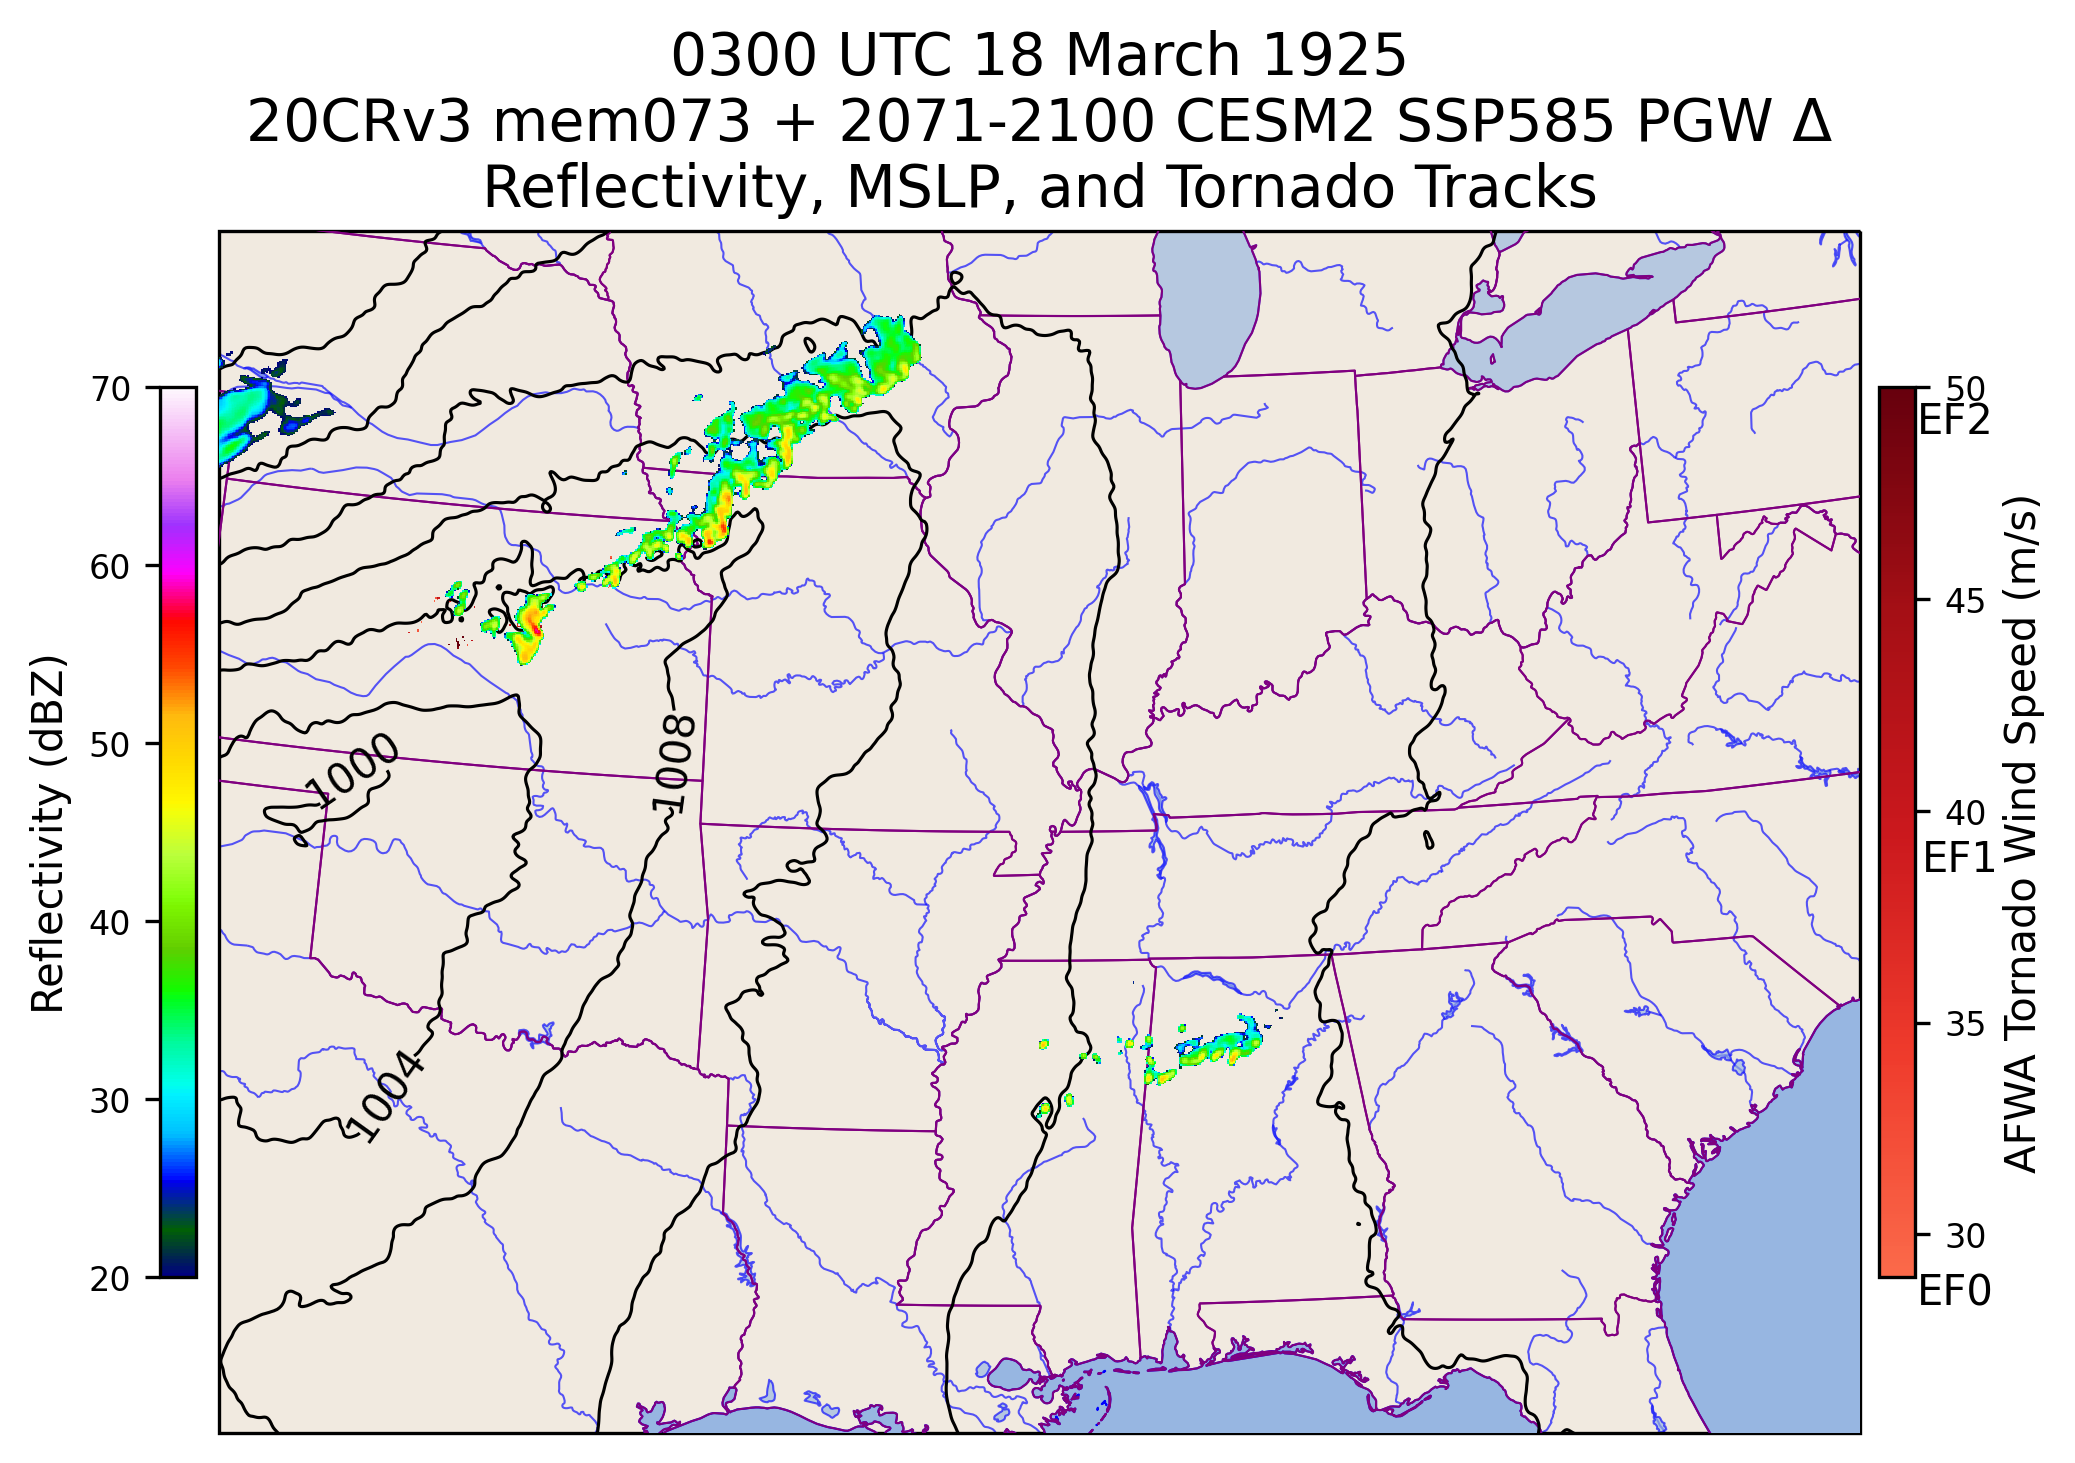 0300 UTC 18 March 1925
20CRv3 mem073 + 2071-2100 CESM2 SSP585 PGW Δ
Reflectivity, MSLP, and Tornado Tracks
Reflectivity (dBZ)
70
60
50
40
30
20
1000
1008
1004
50
EF2
45
40
EF1
35
30
EF0
AFWA Tornado Wind Speed (m/s)